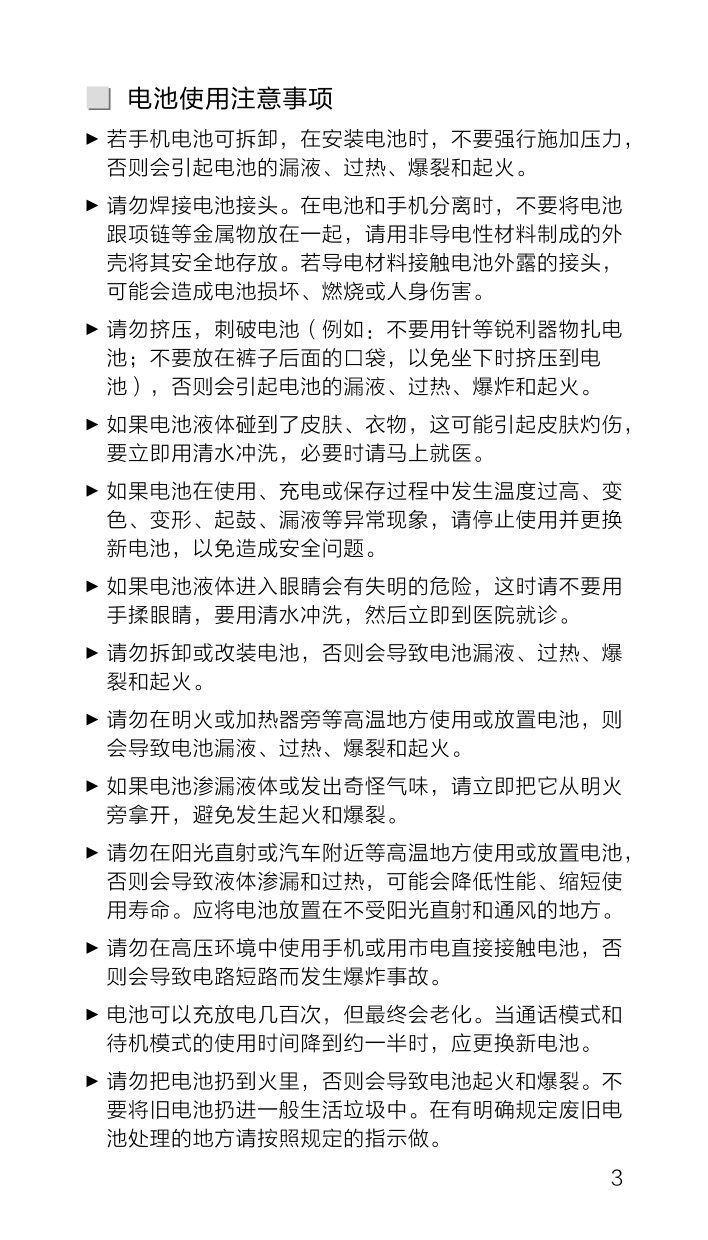 电池使用注意事项
▶ 若手机电池可拆卸，在安装电池时，不要强行施加压力，
否则会引起电池的漏液、过热、爆裂和起火。
▶ 请勿焊接电池接头。在电池和手机分离时，不要将电池
跟项链等金属物放在一起，请用非导电性材料制成的外
壳将其安全地存放。若导电材料接触电池外露的接头，
可能会造成电池损坏、燃烧或人身伤害。
▶ 请勿挤压，刺破电池（例如：不要用针等锐利器物扎电
池；不要放在裤子后面的口袋，以免坐下时挤压到电
池），否则会引起电池的漏液、过热、爆炸和起火。
▶ 如果电池液体碰到了皮肤、衣物，这可能引起皮肤灼伤，
要立即用清水冲洗，必要时请马上就医。
▶ 如果电池在使用、充电或保存过程中发生温度过高、变
色、变形、起鼓、漏液等异常现象，请停止使用并更换
新电池，以免造成安全问题。
▶ 如果电池液体进入眼睛会有失明的危险，这时请不要用
手揉眼睛，要用清水冲洗，然后立即到医院就诊。
▶ 请勿拆卸或改装电池，否则会导致电池漏液、过热、爆
裂和起火。
▶ 请勿在明火或加热器旁等高温地方使用或放置电池，则
会导致电池漏液、过热、爆裂和起火。
▶ 如果电池渗漏液体或发出奇怪气味，请立即把它从明火
旁拿开，避免发生起火和爆裂。
▶ 请勿在阳光直射或汽车附近等高温地方使用或放置电池，
否则会导致液体渗漏和过热，可能会降低性能、缩短使
用寿命。应将电池放置在不受阳光直射和通风的地方。
▶ 请勿在高压环境中使用手机或用市电直接接触电池，否
则会导致电路短路而发生爆炸事故。
▶ 电池可以充放电几百次，但最终会老化。当通话模式和
待机模式的使用时间降到约一半时，应更换新电池。
▶ 请勿把电池扔到火里，否则会导致电池起火和爆裂。不
要将旧电池扔进一般生活垃圾中。在有明确规定废旧电
池处理的地方请按照规定的指示做。
3